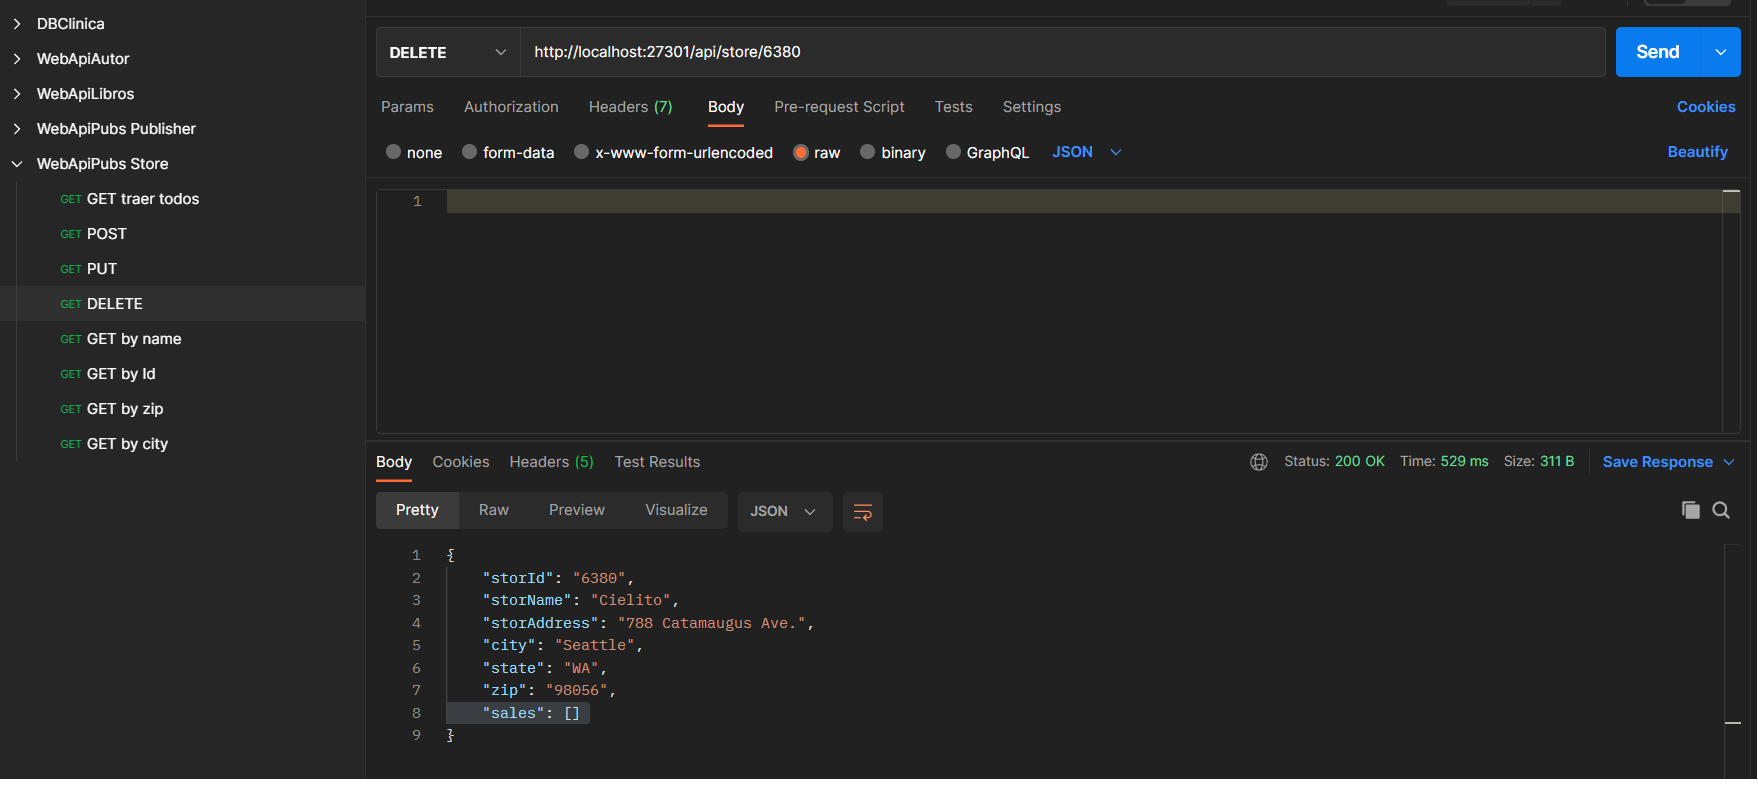 DBClinica
WebApiAutor
WebApiLibros
WebApiPubs Publisher
WebApiPubs Store
GET GET traer todos
GET POST
GET PUT
GET DELETE
GET GET by name
GET GET by Id
GET GET by zip
GET GET by city
DELETE http://localhost:27301/api/store/6380 Send
Params Authorization Headers (7) Body Pre-request Script Tests Settings Cookies
none form-data x-www-form-urlencoded raw binary GraphQL JSON Beautify
1
Body Cookies Headers (5) Test Results Status: 200 OK Time: 529 ms Size: 311 B Save Response
Pretty Raw Preview Visualize JSON
1 {
2 "storId": "6380",
3 "storName": "Cielito",
4 "storAddress": "788 Catamaugus Ave.",
5 "city": "Seattle",
6 "state": "WA",
7 "zip": "98056",
8 "sales": []
9 }